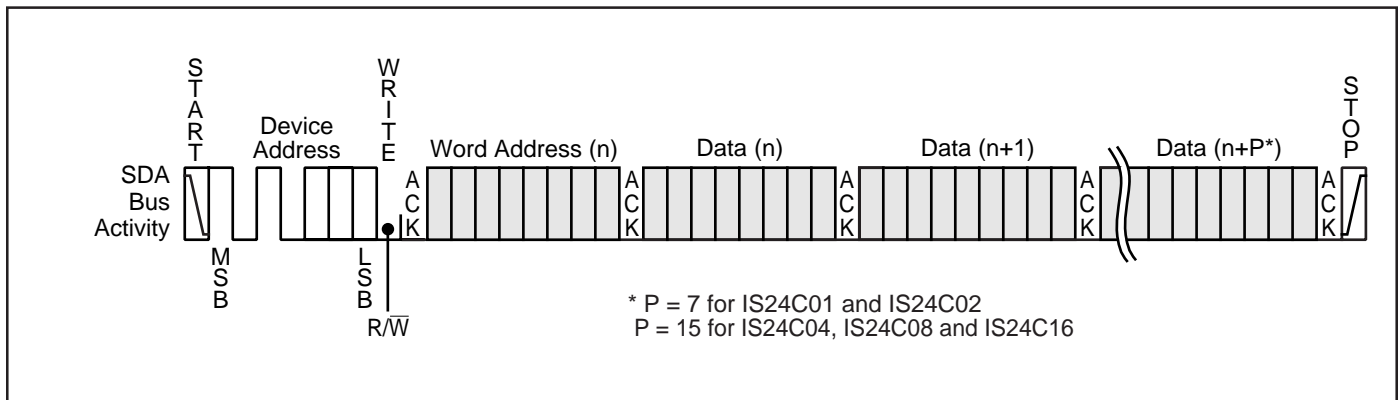 START
WRITE
STOP
Device
Address
Word Address (n)
Data (n)
Data (n+1)
Data (n+P*)
SDA
Bus
Activity
ACK
ACK
ACK
ACK
ACK
MSB
LSB
R/W̅
* P = 7 for IS24C01 and IS24C02
P = 15 for IS24C04, IS24C08 and IS24C16